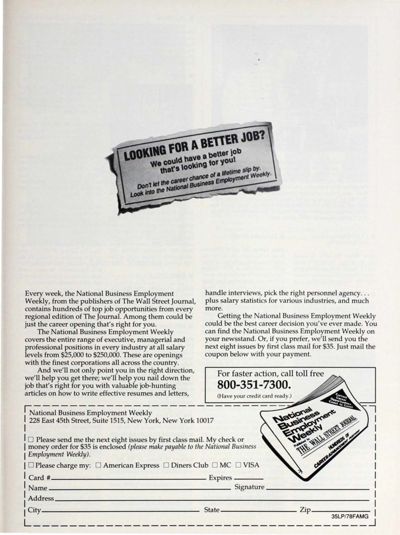 LOOKING FOR A BETTER JOB?
We could have a better job
that's looking for you!
Don't let the career chance of a lifetime slip by.
Look into the National Business Employment Weekly.
Every week, the National Business Employment
Weekly, from the publishers of The Wall Street Journal,
contains hundreds of top job opportunities from every
regional edition of The Journal. Among them could be
just the career opening that's right for you.
The National Business Employment Weekly
covers the entire range of executive, managerial and
professional positions in every industry at all salary
levels from $25,000 to $250,000. These are openings
with the finest corporations all across the country.
And we'll not only point you in the right direction,
we'll help you get there; we'll help you nail down the
job that's right for you with valuable job-hunting
articles on how to write effective resumes and letters,
handle interviews, pick the right personnel agency. . .
plus salary statistics for various industries, and much
more.
Getting the National Business Employment Weekly
could be the best career decision you've ever made. You
can find the National Business Employment Weekly on
your newsstand. Or, if you prefer, we'll send you the
next eight issues by first class mail for $35. Just mail the
coupon below with your payment.
For faster action, call toll free
800-351-7300.
(Have your credit card ready.)
National
Business
Employment
Weekly
THE WALL STREET JOURNAL
National Business Employment Weekly
228 East 45th Street, Suite 1515, New York, New York 10017
Please send me the next eight issues by first class mail. My check or
money order for $35 is enclosed (please make payable to the National Business
Employment Weekly).
Please charge my: American Express Diners Club MC VISA
Card # Expires
Name Signature
Address
City State Zip
35LP/78FAMG